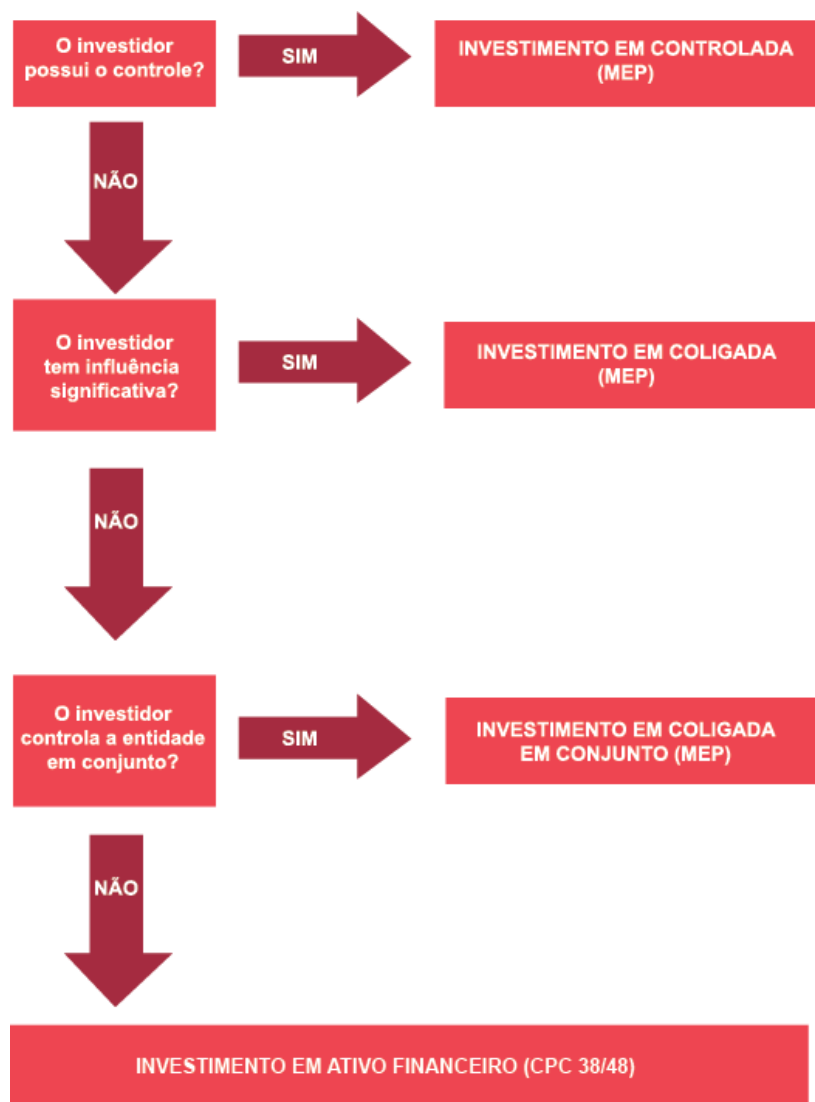 O investidor
possui o controle?
SIM
INVESTIMENTO EM CONTROLADA
(MEP)
NÃO
O investidor
tem influência
significativa?
SIM
INVESTIMENTO EM COLIGADA
(MEP)
NÃO
O investidor
controla a entidade
em conjunto?
SIM
INVESTIMENTO EM COLIGADA
EM CONJUNTO (MEP)
NÃO
INVESTIMENTO EM ATIVO FINANCEIRO (CPC 38/48)